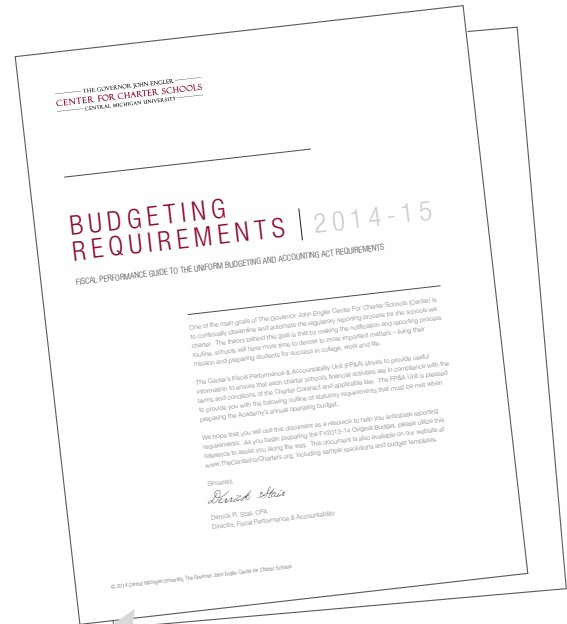 THE GOVERNOR JOHN ENGLER
CENTER FOR CHARTER SCHOOLS
CENTRAL MICHIGAN UNIVERSITY
BUDGETING
REQUIREMENTS | 2014-15
FISCAL PERFORMANCE GUIDE TO THE UNIFORM BUDGETING AND ACCOUNTING ACT REQUIREMENTS
One of the main goals of The Governor John Engler Center For Charter Schools (Center) is
to continually streamline and automate the regulatory reporting process for the schools we
charter. The theory behind this goal is that by making the notification and reporting process
routine, schools will have more time to devote to more important matters – living their
mission and preparing students for success in college, work and life.
The Center's Fiscal Performance & Accountability Unit (FP&A) strives to provide useful
information to ensure that each charter school's financial activities are in compliance with the
terms and conditions of the Charter Contract and applicable law. The FP&A Unit is pleased
to provide you with the following outline of statutory requirements that must be met when
preparing the Academy's annual operating budget.
We hope that you will use this document as a resource to help you anticipate reporting
requirements. As you begin preparing the FY2013-14 Original Budget, please utilize this
reference to assist you along the way. This document is also available on our website at
www.TheCenterForCharters.org, including sample resolutions and budget templates.
Sincerely,
Derrick Stair
Derrick R. Stair, CPA
Director, Fiscal Performance & Accountability
© 2014 Central Michigan University, The Governor John Engler Center for Charter Schools